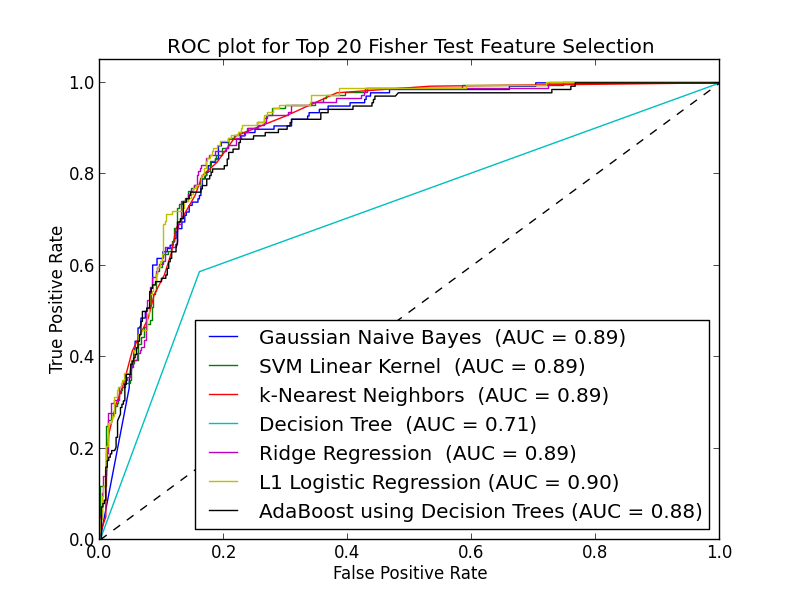 ROC plot for Top 20 Fisher Test Feature Selection
True Positive Rate
1.0
0.8
0.6
0.4
0.2
0.0
Gaussian Naive Bayes (AUC = 0.89)
SVM Linear Kernel (AUC = 0.89)
k-Nearest Neighbors (AUC = 0.89)
Decision Tree (AUC = 0.71)
Ridge Regression (AUC = 0.89)
L1 Logistic Regression (AUC = 0.90)
AdaBoost using Decision Trees (AUC = 0.88)
0.0 0.2 0.4 0.6 0.8 1.0
False Positive Rate